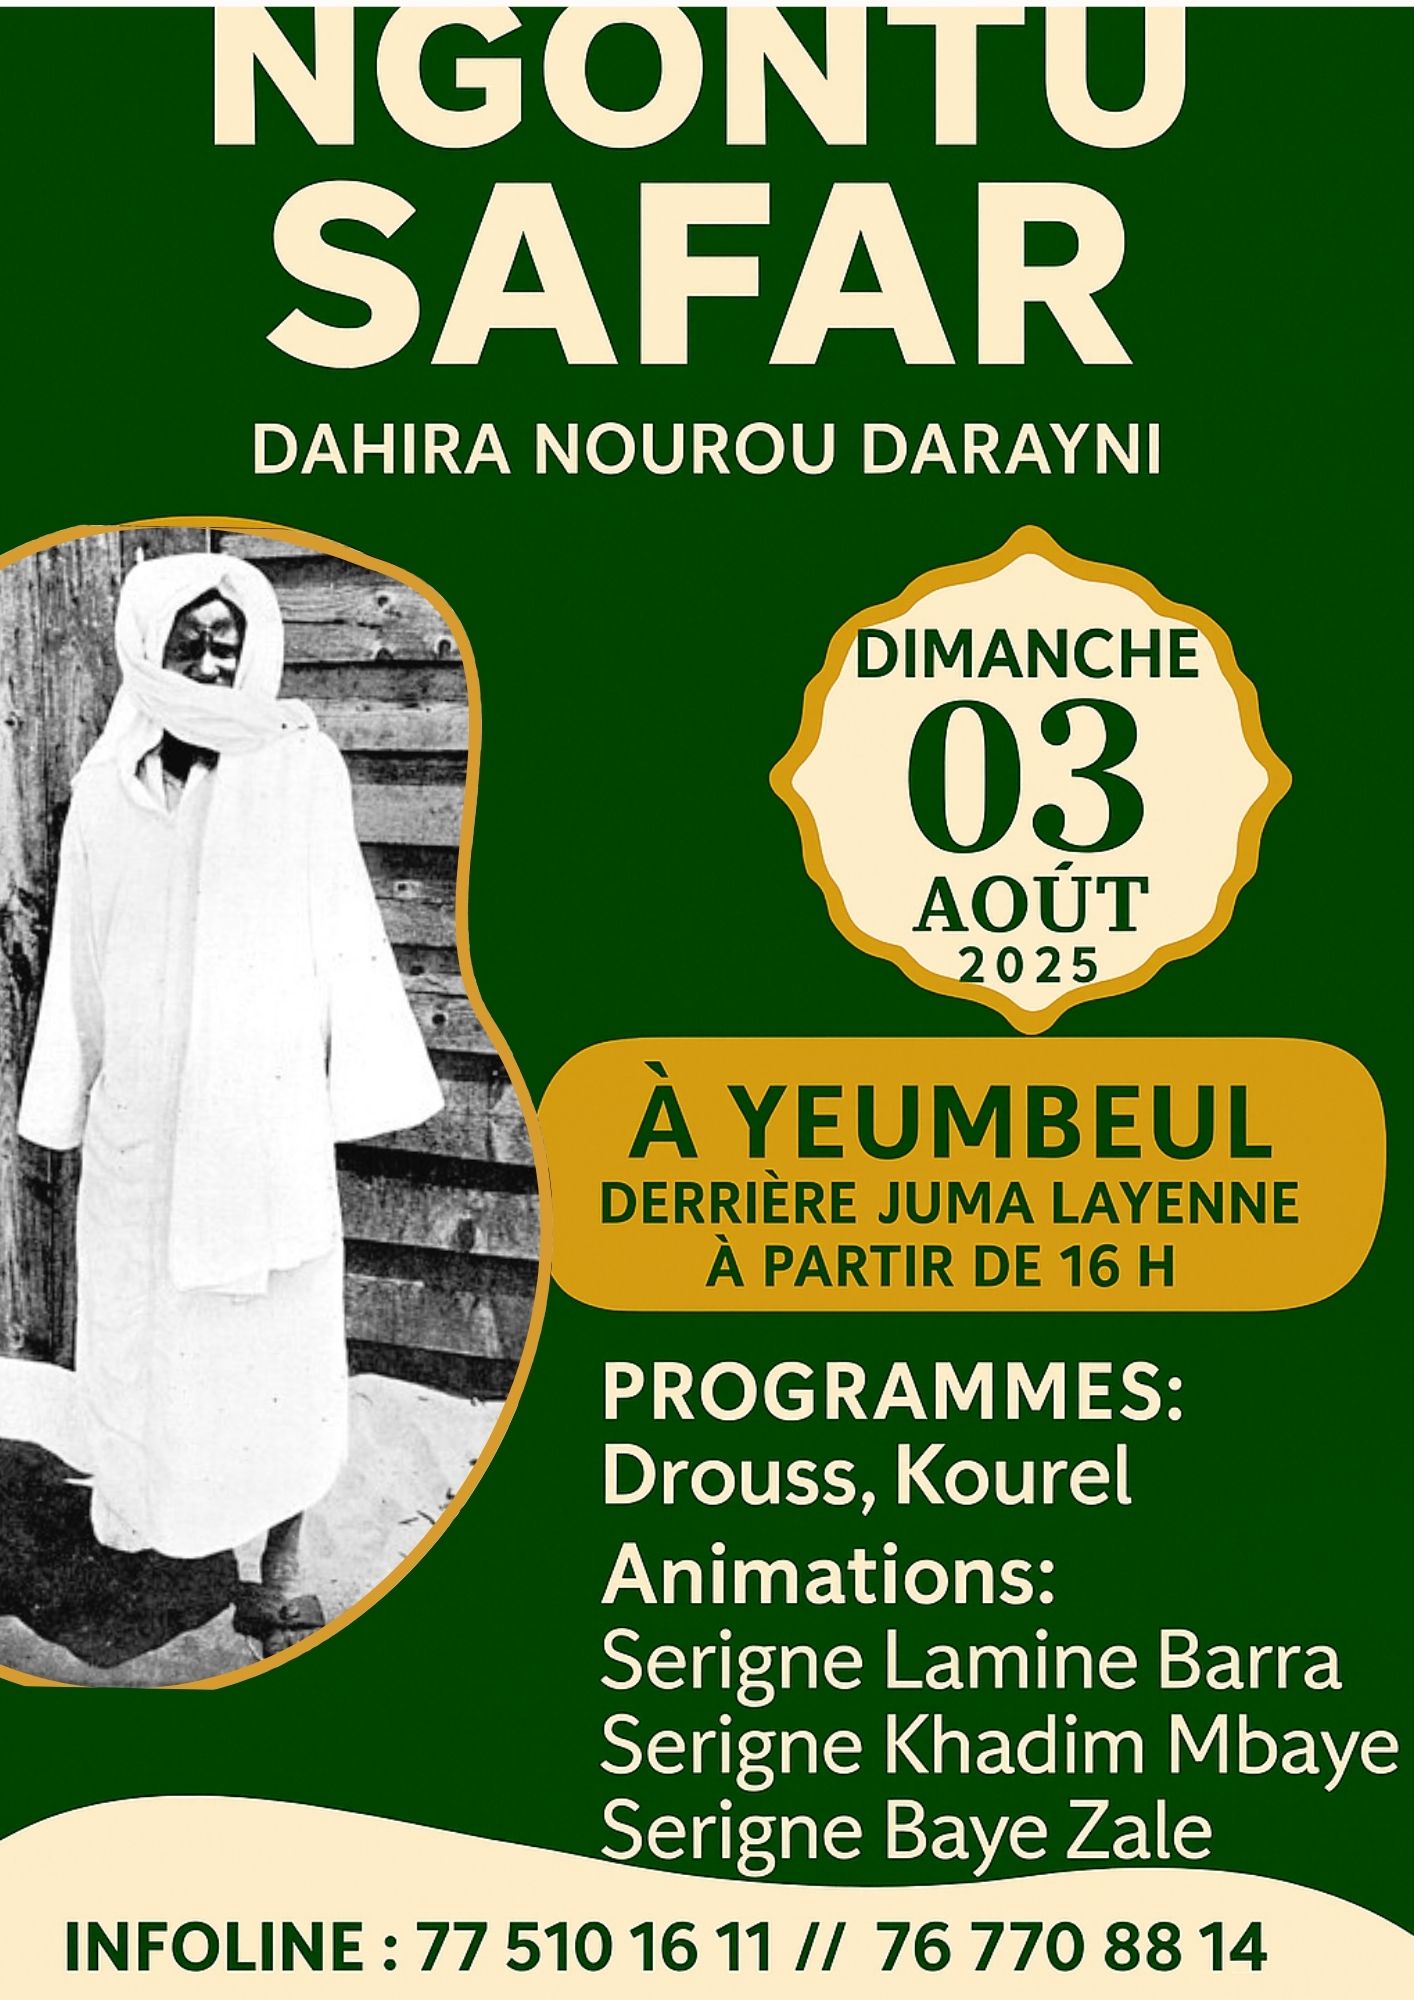 NGONTU
SAFAR
DAHIRA NOUROU DARAYNI
DIMANCHE
03
AOÚT
2025
À YEUMBEUL
DERRIÈRE JUMA LAYENNE
À PARTIR DE 16 H
PROGRAMMES:
Drouss, Kourel
Animations:
Serigne Lamine Barra
Serigne Khadim Mbaye
Serigne Baye Zale
INFOLINE : 77 510 16 11 // 76 770 88 14